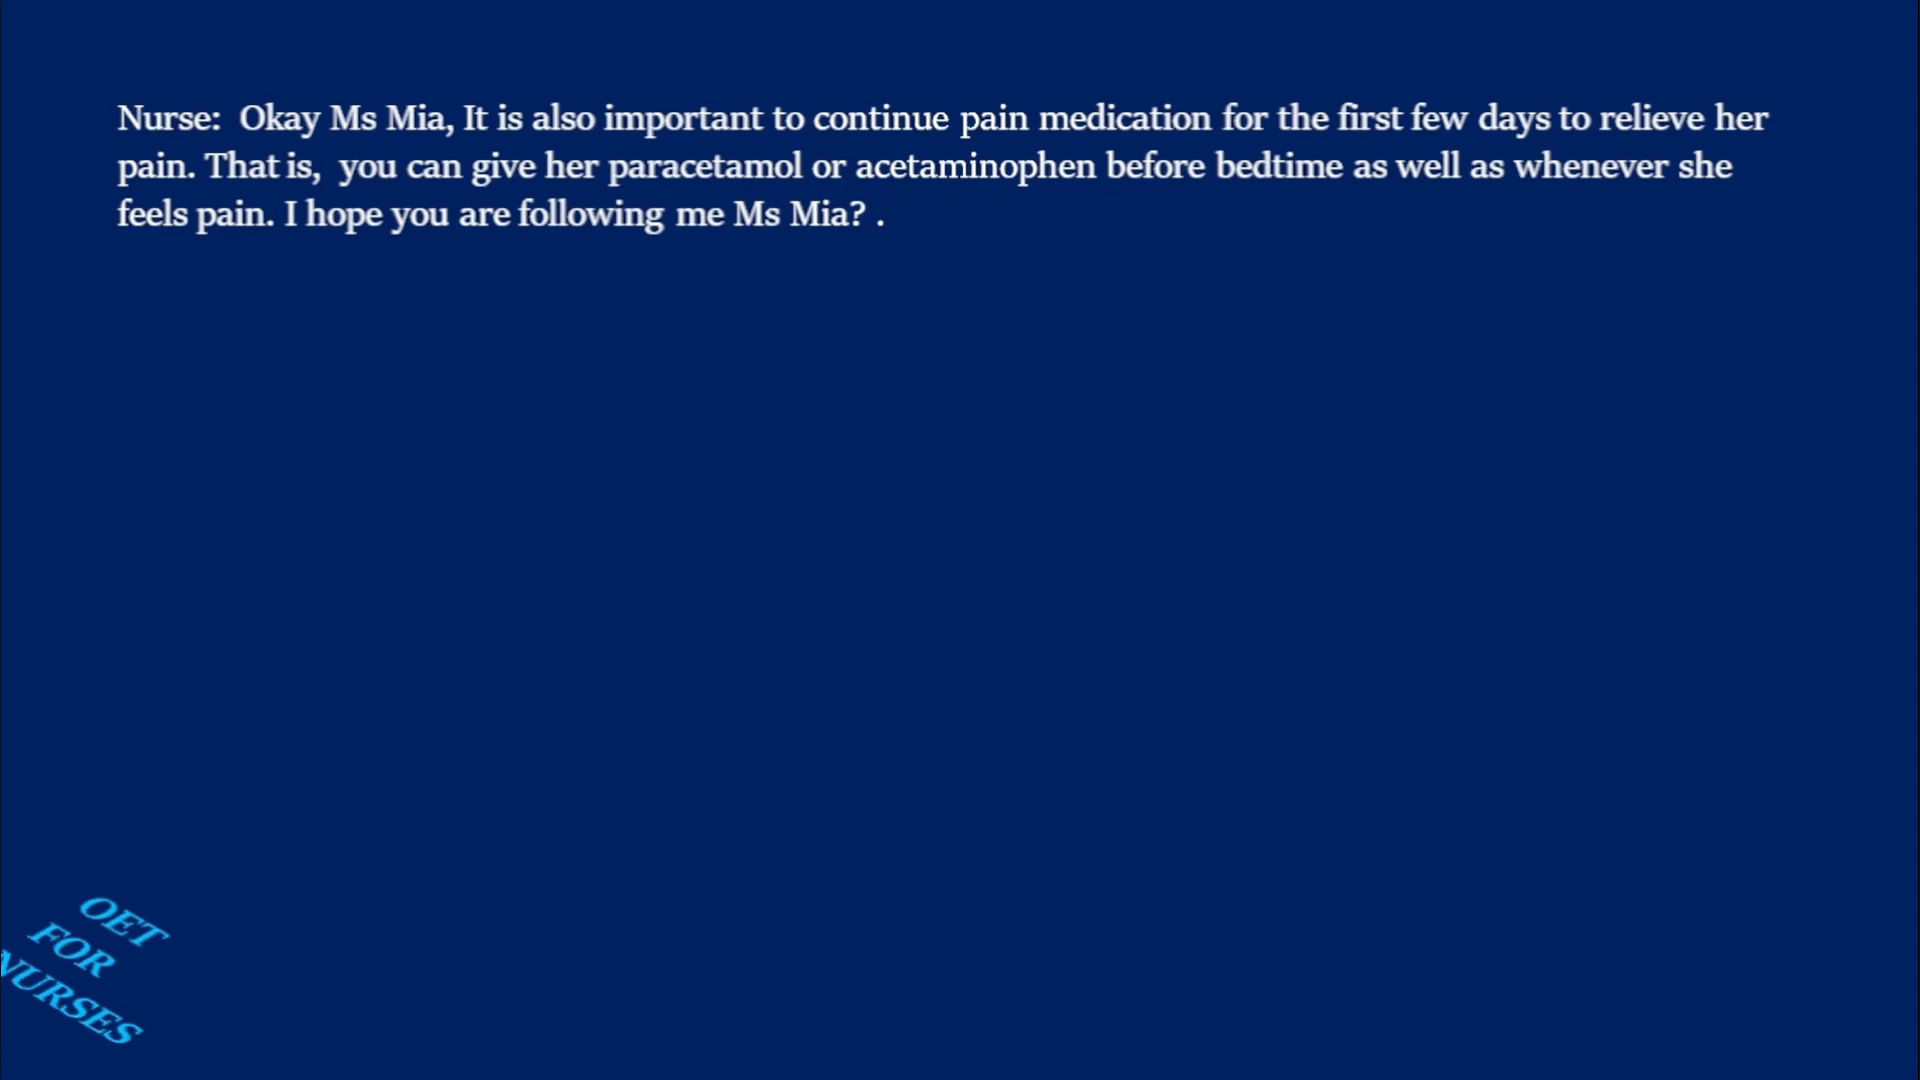 Nurse:  Okay Ms Mia, It is also important to continue pain medication for the first few days to relieve her
pain. That is,  you can give her paracetamol or acetaminophen before bedtime as well as whenever she
feels pain. I hope you are following me Ms Mia? .
OET
FOR
NURSES